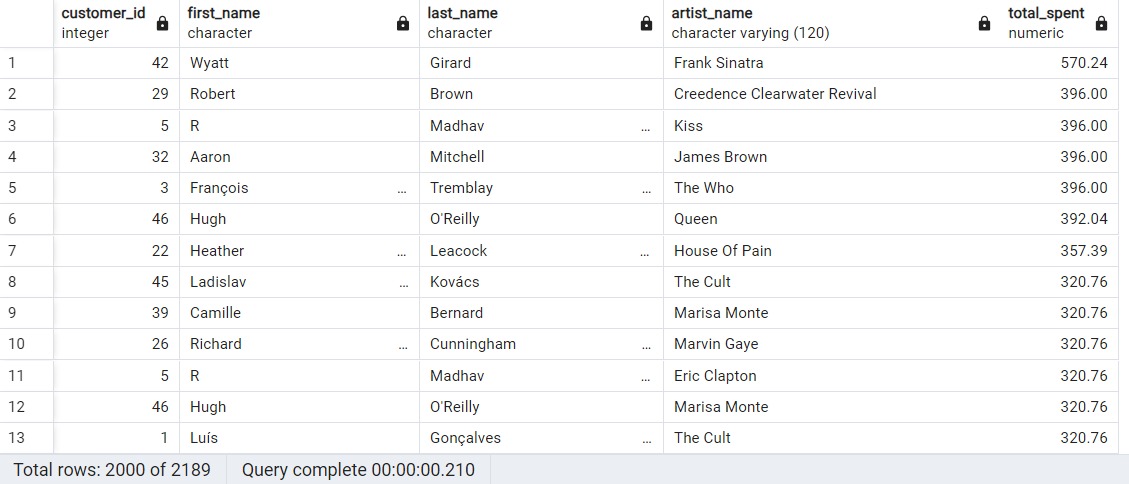 customer_id first_name last_name artist_name total_spent
integer character character character varying (120) numeric
1 42 Wyatt Girard Frank Sinatra 570.24
2 29 Robert Brown Creedence Clearwater Revival 396.00
3 5 R Madhav ... Kiss 396.00
4 32 Aaron Mitchell James Brown 396.00
5 3 François ... Tremblay ... The Who 396.00
6 46 Hugh O'Reilly Queen 392.04
7 22 Heather ... Leacock ... House Of Pain 357.39
8 45 Ladislav ... Kovács The Cult 320.76
9 39 Camille Bernard Marisa Monte 320.76
10 26 Richard ... Cunningham ... Marvin Gaye 320.76
11 5 R Madhav ... Eric Clapton 320.76
12 46 Hugh O'Reilly Marisa Monte 320.76
13 1 Luís Gonçalves ... The Cult 320.76
Total rows: 2000 of 2189 Query complete 00:00:00.210